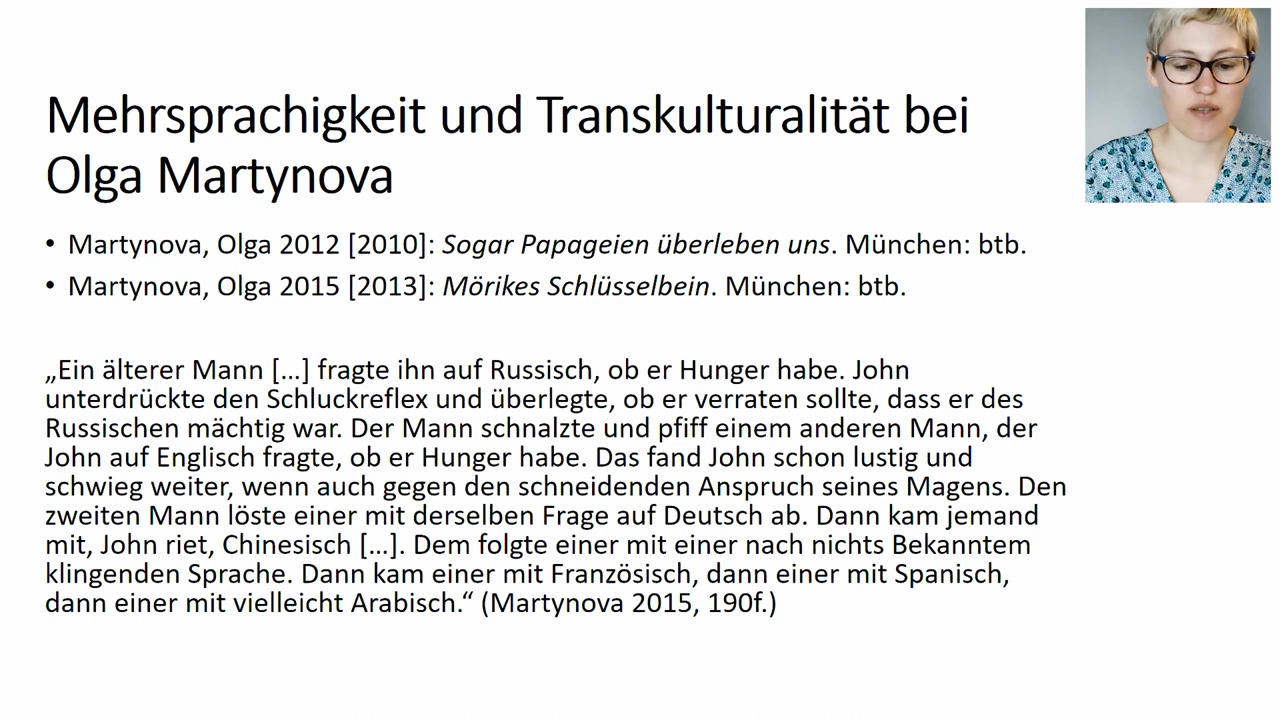 Mehrsprachigkeit und Transkulturalität bei
Olga Martynova
• Martynova, Olga 2012 [2010]: Sogar Papageien überleben uns. München: btb.
• Martynova, Olga 2015 [2013]: Mörikes Schlüsselbein. München: btb.
„Ein älterer Mann […] fragte ihn auf Russisch, ob er Hunger habe. John
unterdrückte den Schluckreflex und überlegte, ob er verraten sollte, dass er des
Russischen mächtig war. Der Mann schnalzte und pfiff einem anderen Mann, der
John auf Englisch fragte, ob er Hunger habe. Das fand John schon lustig und
schwieg weiter, wenn auch gegen den schneidenden Anspruch seines Magens. Den
zweiten Mann löste einer mit derselben Frage auf Deutsch ab. Dann kam jemand
mit, John riet, Chinesisch […]. Dem folgte einer mit einer nach nichts Bekanntem
klingenden Sprache. Dann kam einer mit Französisch, dann einer mit Spanisch,
dann einer mit vielleicht Arabisch.“ (Martynova 2015, 190f.)